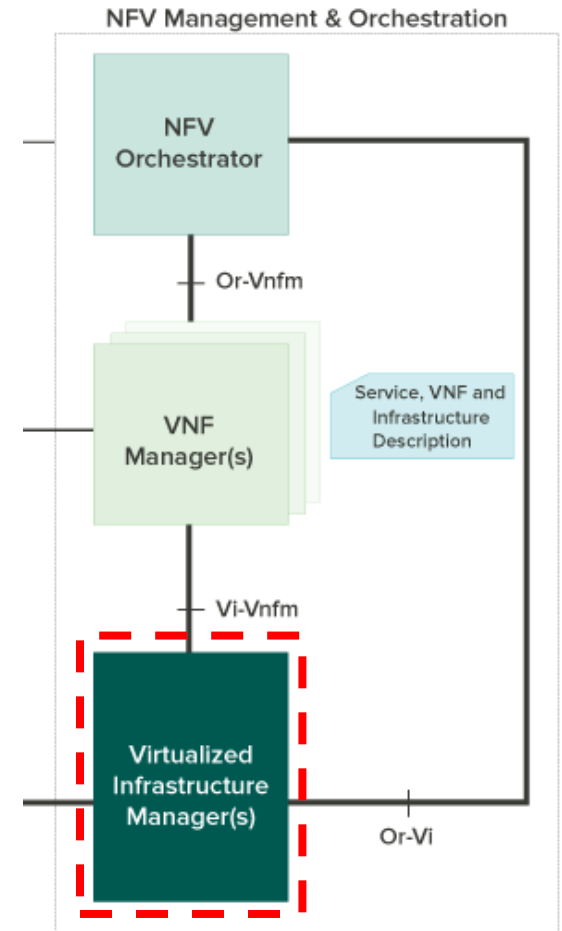 NFV Management & Orchestration
NFV
Orchestrator
Or-Vnfm
VNF
Manager(s)
Service, VNF and
Infrastructure
Description
Vi-Vnfm
Virtualized
Infrastructure
Manager(s)
Or-Vi